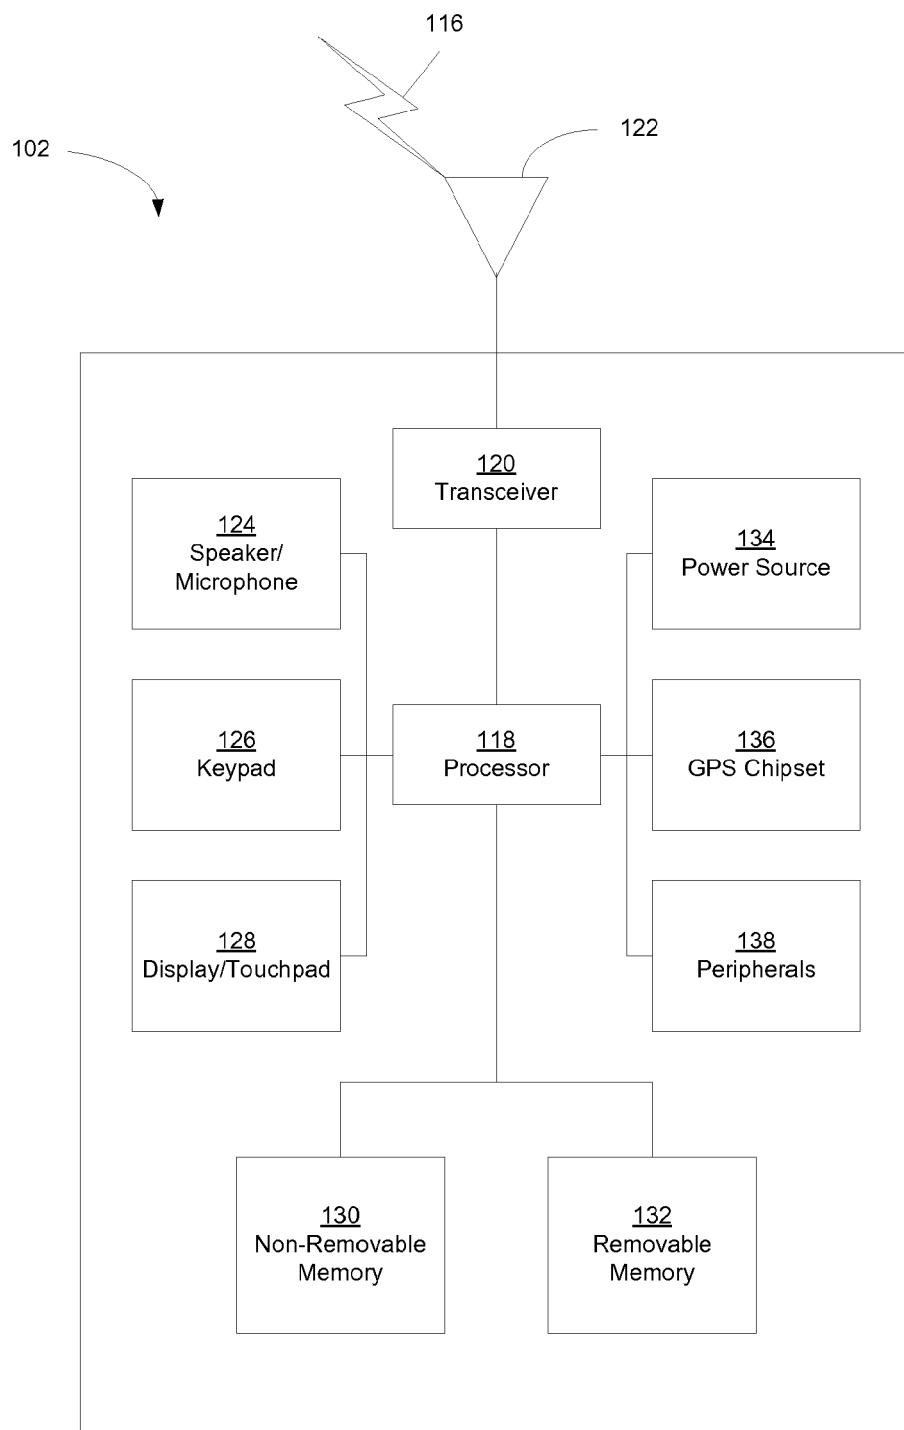 116
122
102
120
Transceiver
124
Speaker/
Microphone
134
Power Source
126
Keypad
118
Processor
136
GPS Chipset
128
Display/Touchpad
138
Peripherals
130
Non-Removable
Memory
132
Removable
Memory